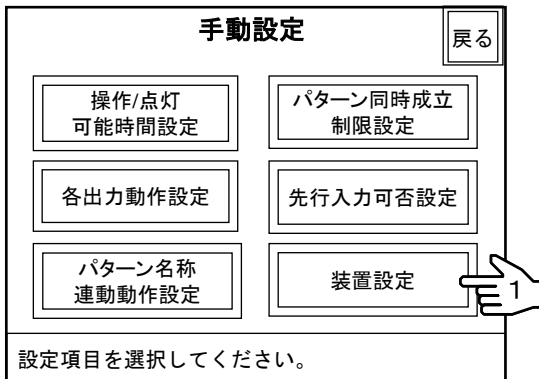 手動設定
戻る
操作/点灯
可能時間設定
パターン同時成立
制限設定
各出力動作設定
先行入力可否設定
パターン名称
連動動作設定
装置設定
1
設定項目を選択してください。